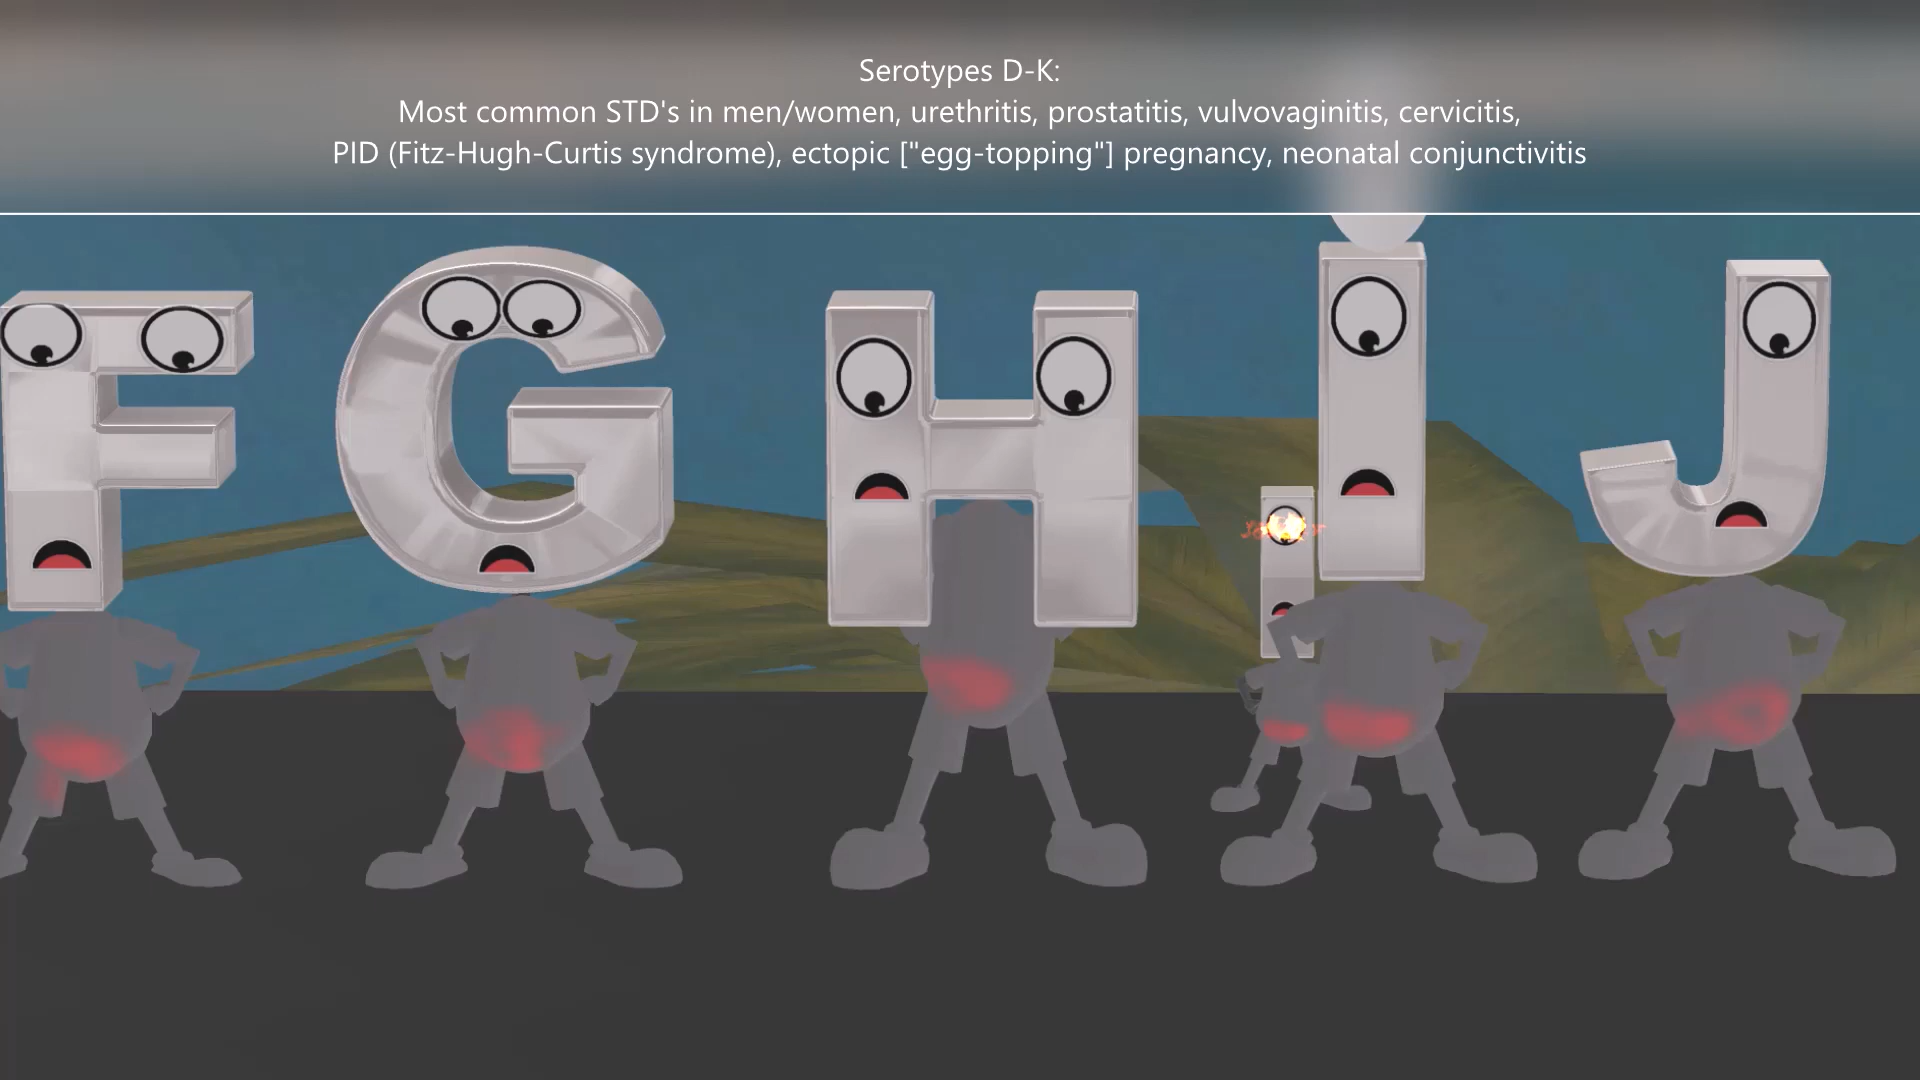 Serotypes D-K:
Most common STD's in men/women, urethritis, prostatitis, vulvovaginitis, cervicitis,
PID (Fitz-Hugh-Curtis syndrome), ectopic ["egg-topping"] pregnancy, neonatal conjunctivitis
F G H I I J